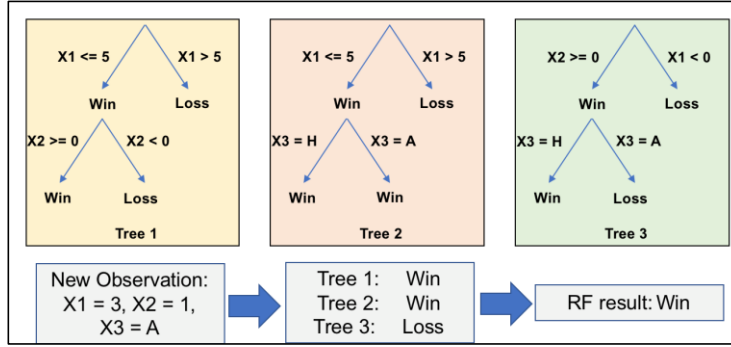 X1 <= 5
X1 > 5
Win
Loss
X2 >= 0
X2 < 0
Win
Loss
Tree 1
X1 <= 5
X1 > 5
Win
Loss
X3 = H
X3 = A
Win
Win
Tree 2
X2 >= 0
X1 < 0
Win
Loss
X3 = H
X3 = A
Win
Loss
Tree 3
New Observation:
X1 = 3, X2 = 1,
X3 = A
Tree 1: Win
Tree 2: Win
Tree 3: Loss
RF result: Win